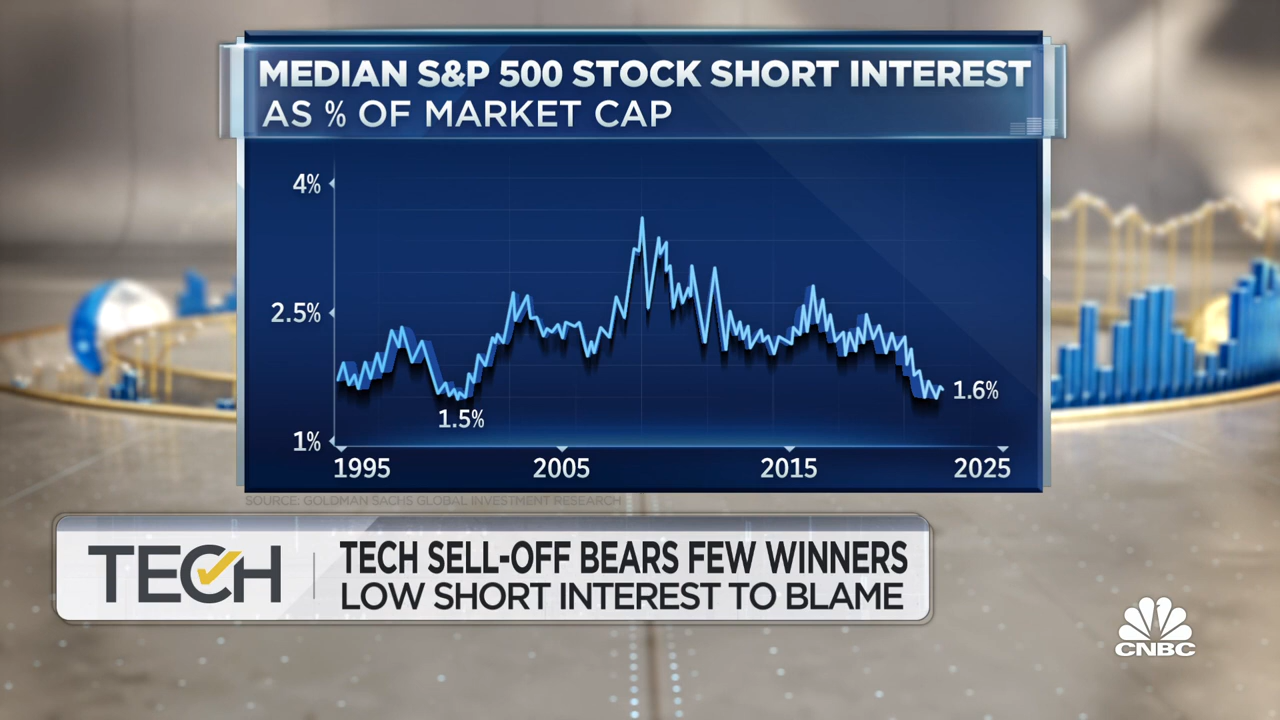 MEDIAN S&P 500 STOCK SHORT INTEREST
AS % OF MARKET CAP
4%
2.5%
1%
1.5%
1.6%
1995 2005 2015 2025
SOURCE: GOLDMAN SACHS GLOBAL INVESTMENT RESEARCH
TECH
TECH SELL-OFF BEARS FEW WINNERS
LOW SHORT INTEREST TO BLAME
CNBC